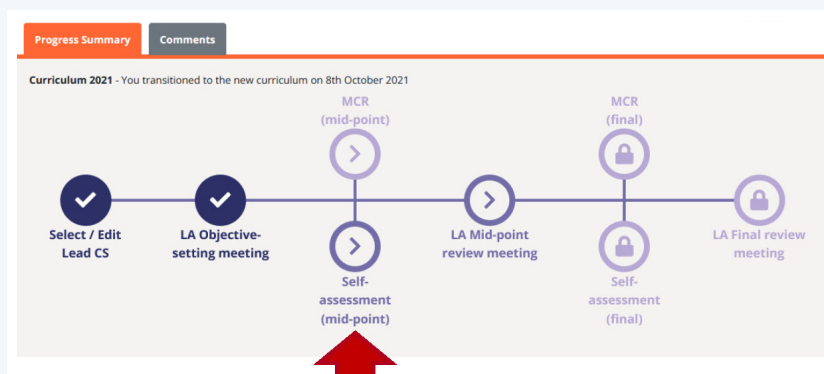 Progress Summary
Comments
Curriculum 2021 - You transitioned to the new curriculum on 8th October 2021
MCR
(mid-point)
MCR
(final)
Select / Edit
Lead CS
LA Objective-
setting meeting
Self-
assessment
(mid-point)
LA Mid-point
review meeting
Self-
assessment
(final)
LA Final review
meeting